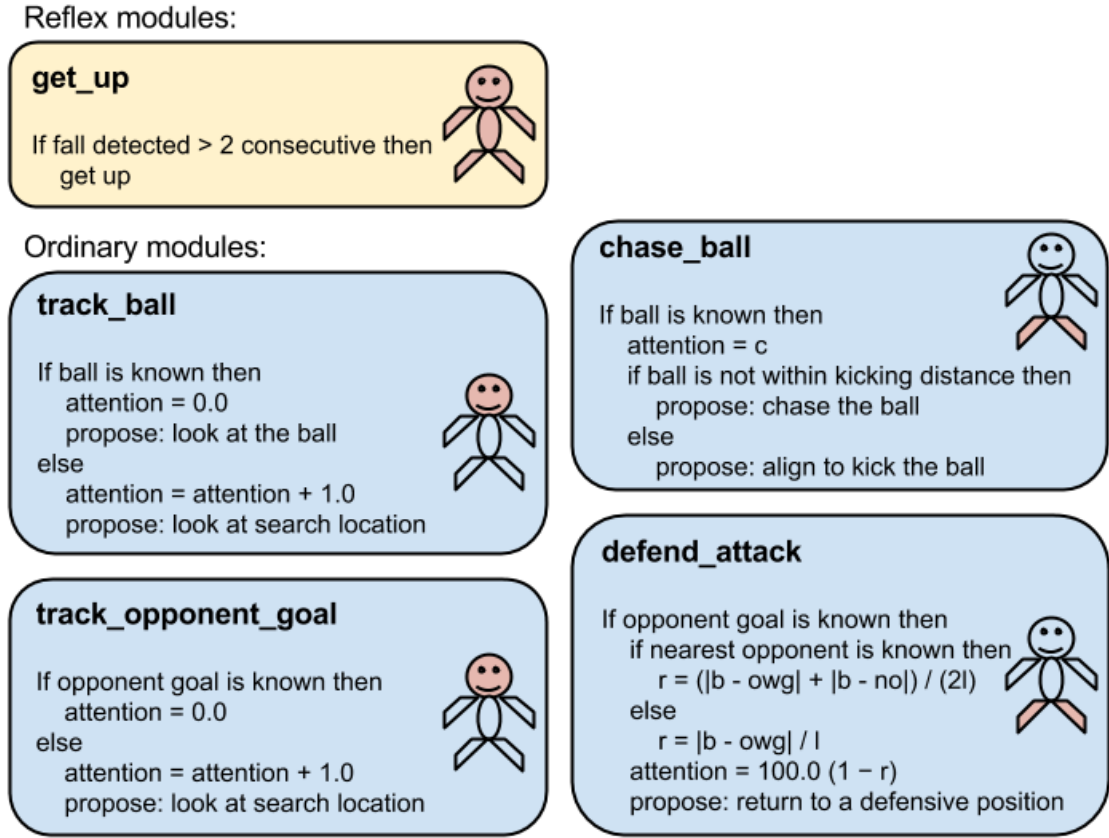 Reflex modules:
get_up
If fall detected > 2 consecutive then
get up
Ordinary modules:
track_ball
If ball is known then
attention = 0.0
propose: look at the ball
else
attention = attention + 1.0
propose: look at search location
track_opponent_goal
If opponent goal is known then
attention = 0.0
else
attention = attention + 1.0
propose: look at search location
chase_ball
If ball is known then
attention = c
if ball is not within kicking distance then
propose: chase the ball
else
propose: align to kick the ball
defend_attack
If opponent goal is known then
if nearest opponent is known then
r = (|b - owg| + |b - no|) / (2l)
else
r = |b - owg| / l
attention = 100.0 (1 − r)
propose: return to a defensive position